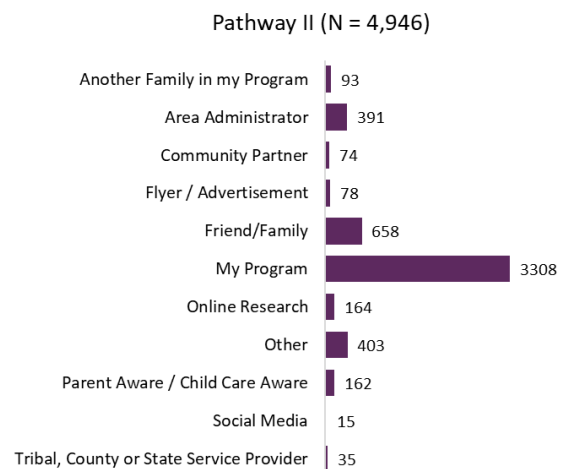 Pathway II (N = 4,946)
Another Family in my Program 93
Area Administrator 391
Community Partner 74
Flyer / Advertisement 78
Friend/Family 658
My Program 3308
Online Research 164
Other 403
Parent Aware / Child Care Aware 162
Social Media 15
Tribal, County or State Service Provider 35